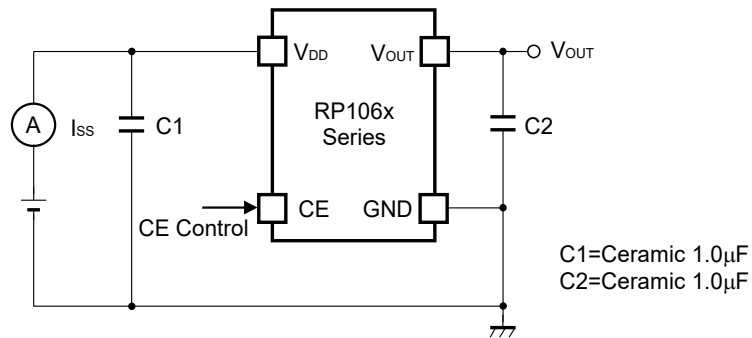 VDD
VOUT
VOUT
RP106x
Series
A
ISS
C1
C2
CE
GND
CE Control
C1=Ceramic 1.0μF
C2=Ceramic 1.0μF